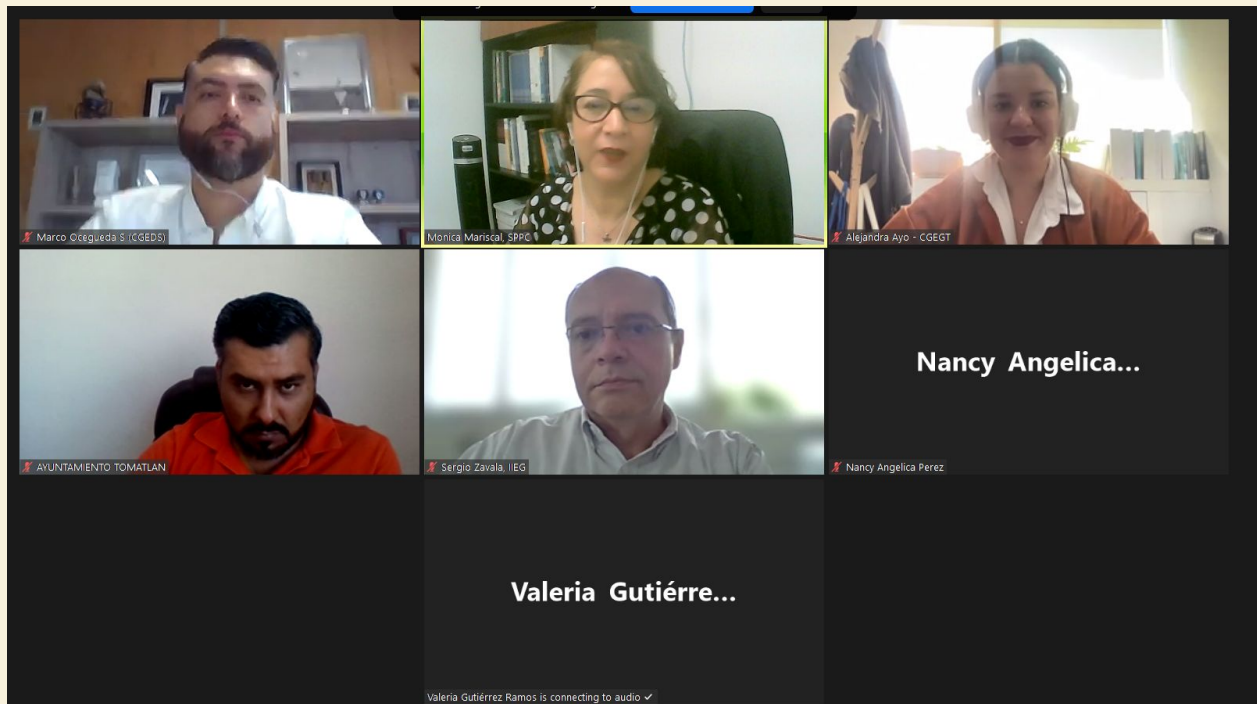 Marco Ocegueda S (CGEDS)
Monica Mariscal, SPPC
Alejandra Ayo - CGEGT
AYUNTAMIENTO TOMATLAN
Sergio Zavala, IIEG
Nancy Angelica...
Nancy Angelica Perez
Valeria Gutiérre...
Valeria Gutiérrez Ramos is connecting to audio